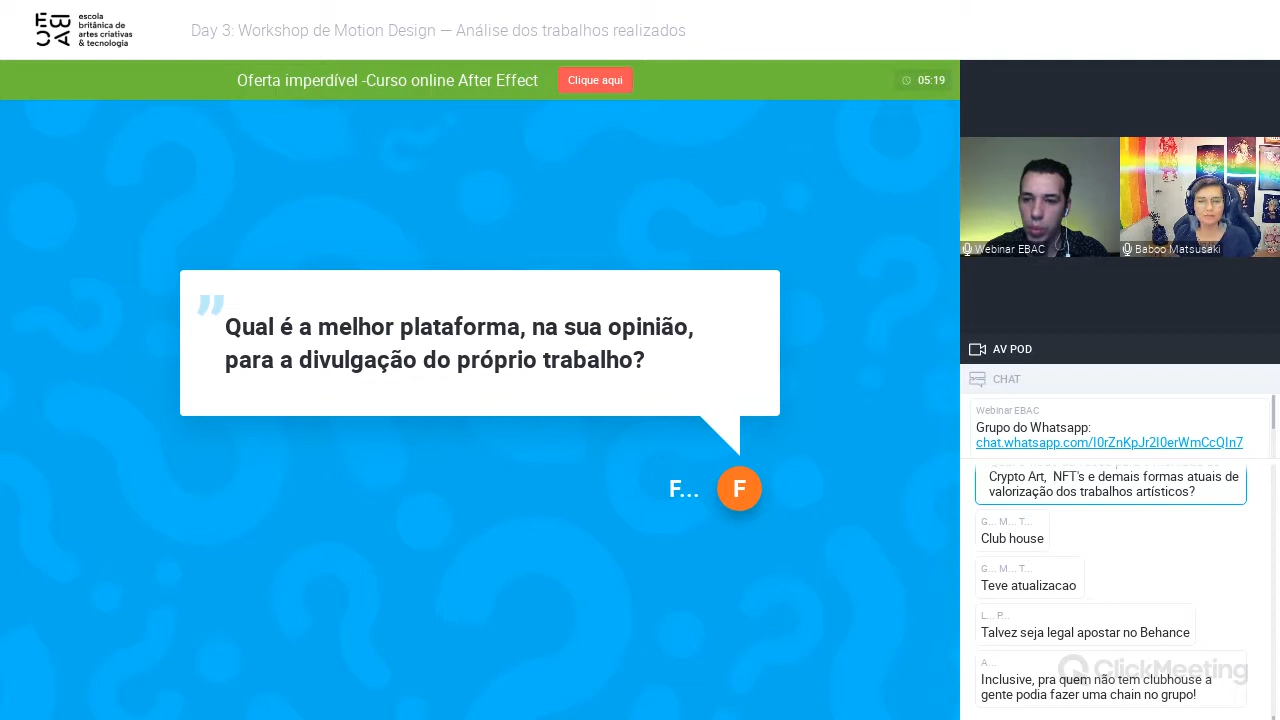 EBAC
escola
britânica de
artes criativas
& tecnologia
Day 3: Workshop de Motion Design — Análise dos trabalhos realizados
Oferta imperdível -Curso online After Effect
Clique aqui
05:19
Qual é a melhor plataforma, na sua opinião,
para a divulgação do próprio trabalho?
F...
F
Webinar EBAC
Baboo Matsusaki
AV POD
CHAT
Webinar EBAC
Grupo do Whatsapp:
chat.whatsapp.com/I0rZnKpJr2I0erWmCcQIn7
Crypto Art, NFT's e demais formas atuais de
valorização dos trabalhos artísticos?
G... M... T...
Club house
G... M... T...
Teve atualizacao
L... P...
Talvez seja legal apostar no Behance
A...
ClickMeeting
Inclusive, pra quem não tem clubhouse a
gente podia fazer uma chain no grupo!